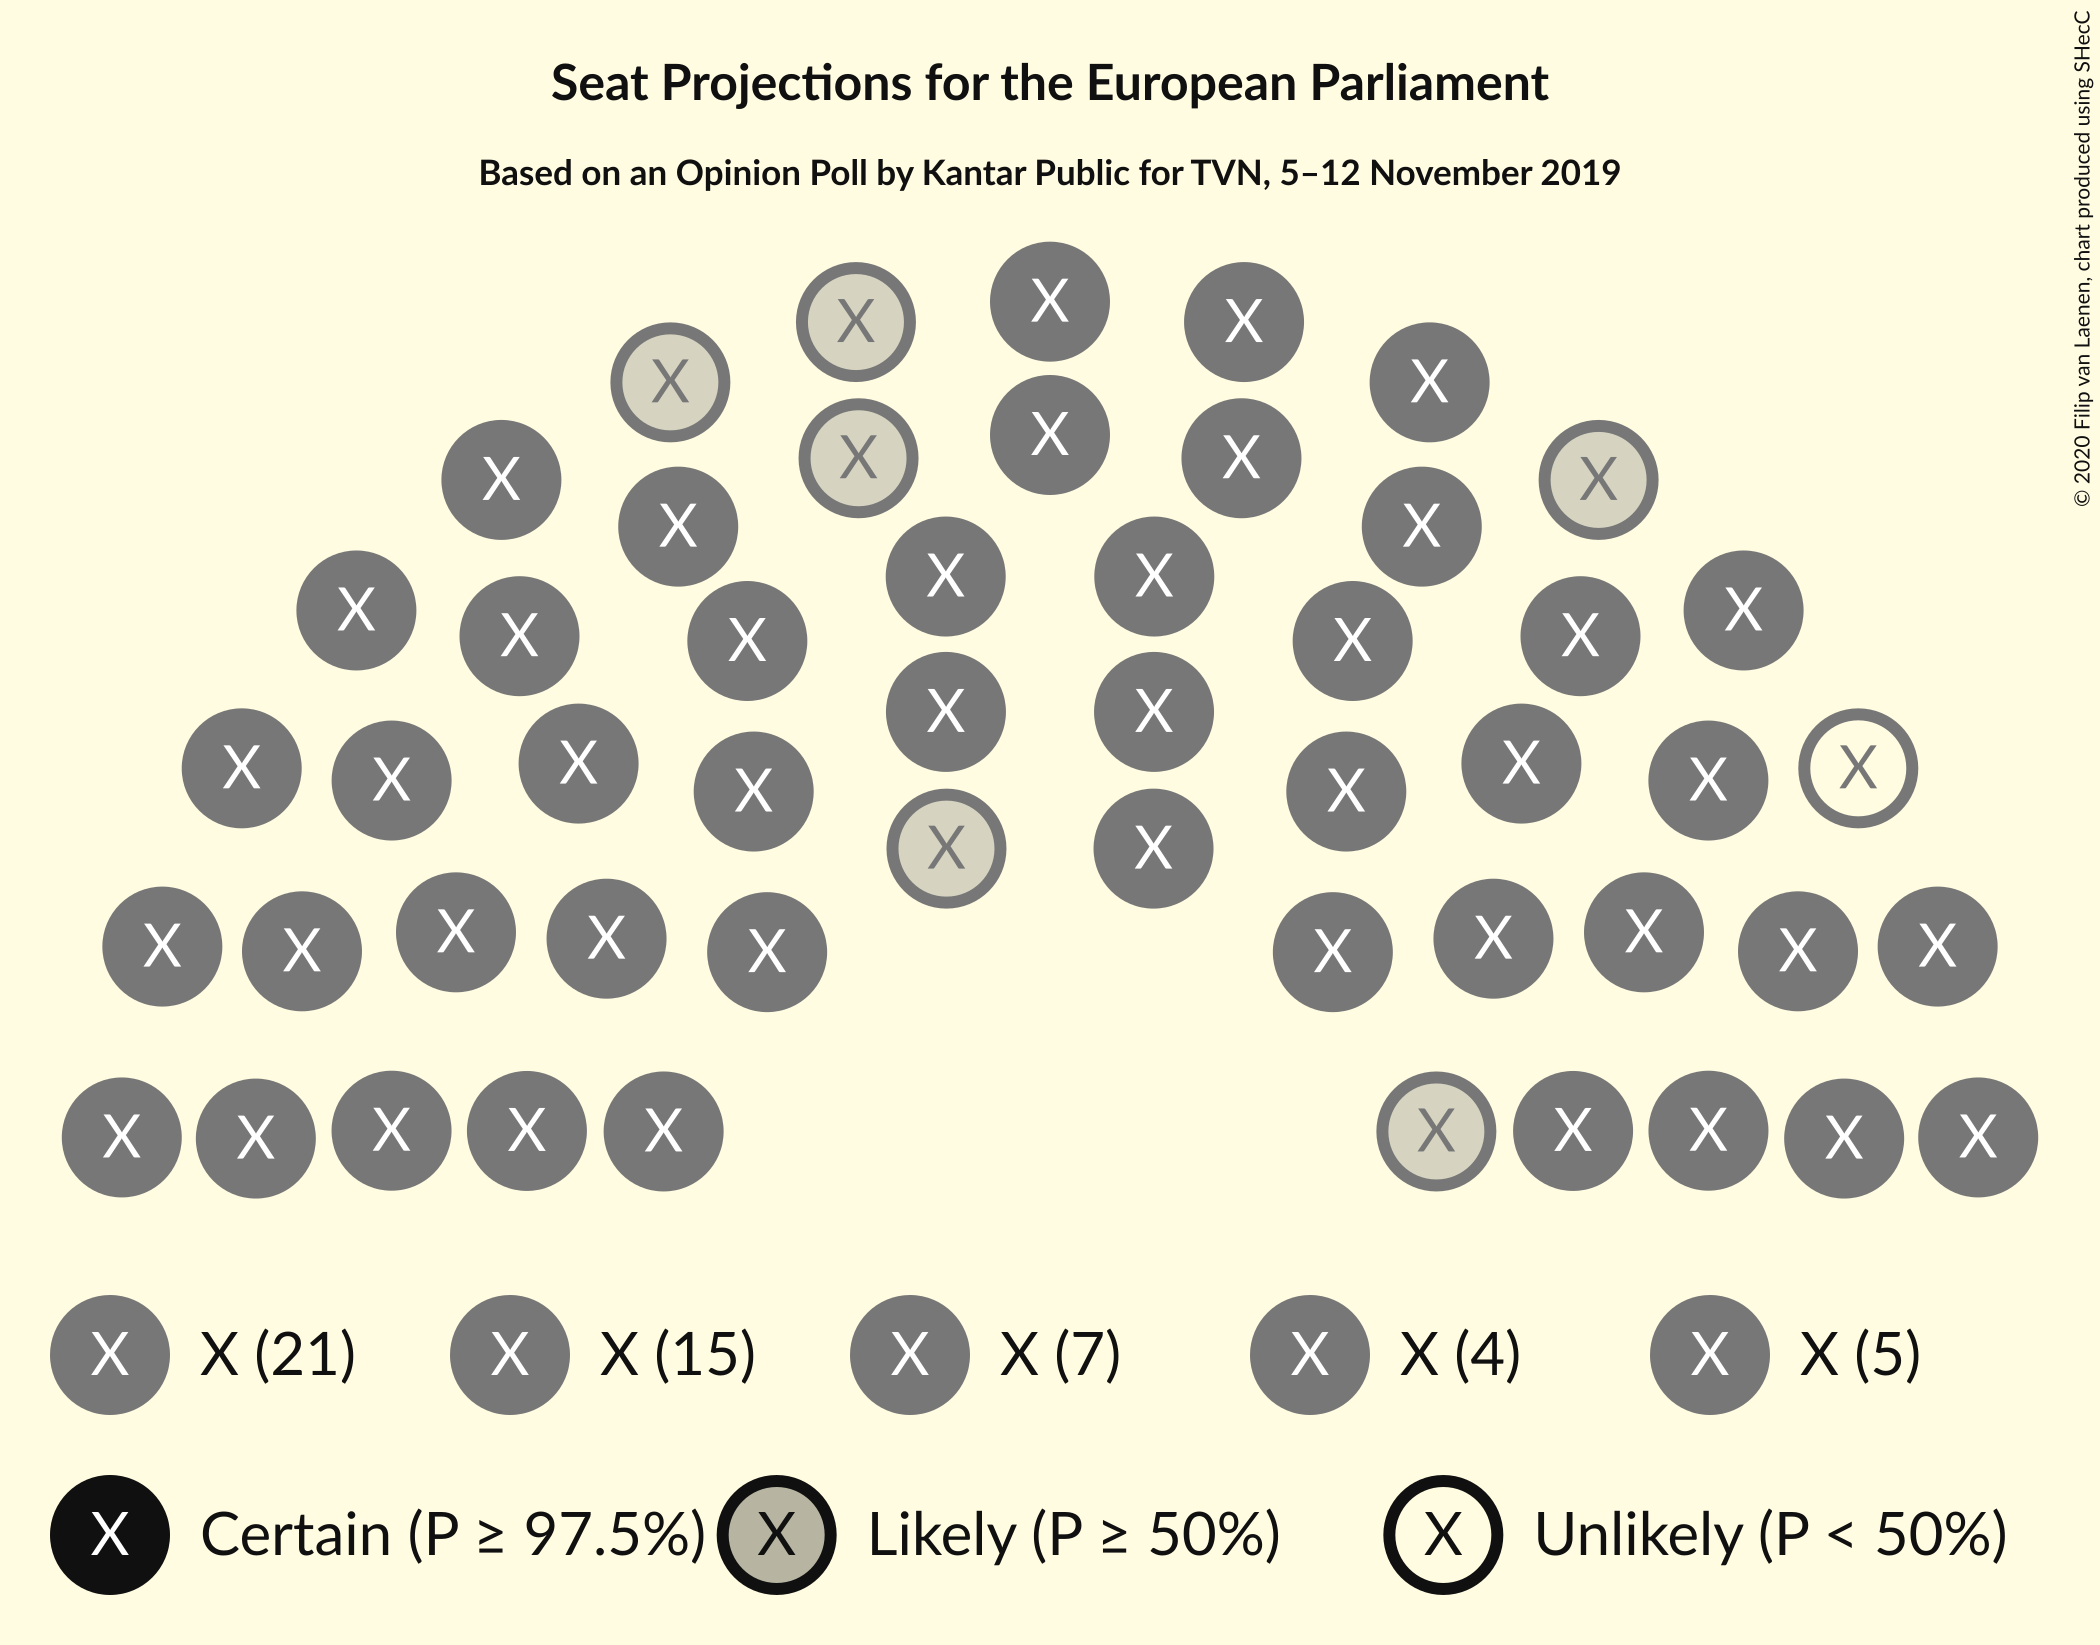 Seat Projections for the European Parliament
Based on an Opinion Poll by Kantar Public for TVN, 5–12 November 2019
© 2020 Filip van Laenen, chart produced using SHecC
X X X
X X
X X X
X X
X X
X X
X X X X X X
X X
X X X X X X X X
X X
X X X X X X X X X X
X X X X X X X X X X
X X (21) X X (15) X X (7) X X (4) X X (5)
X Certain (P ≥ 97.5%) X Likely (P ≥ 50%) X Unlikely (P < 50%)